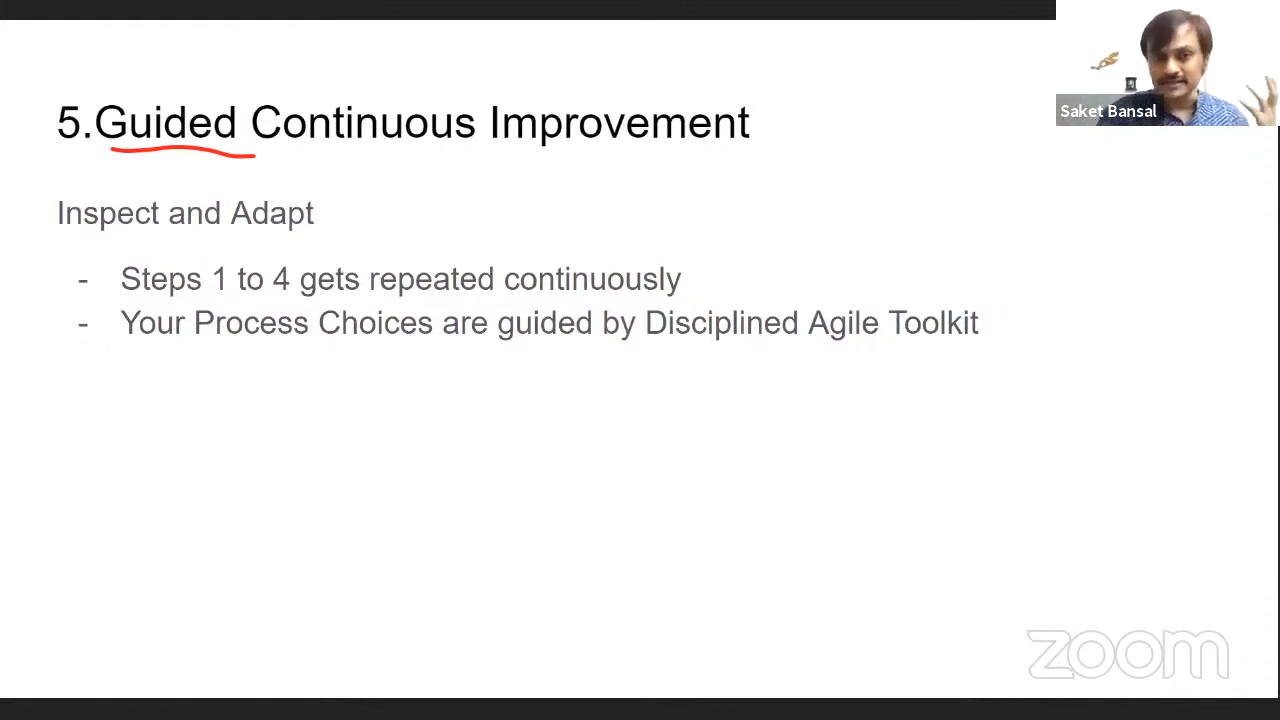 Saket Bansal
5.Guided Continuous Improvement
Inspect and Adapt
- Steps 1 to 4 gets repeated continuously
- Your Process Choices are guided by Disciplined Agile Toolkit
zoom